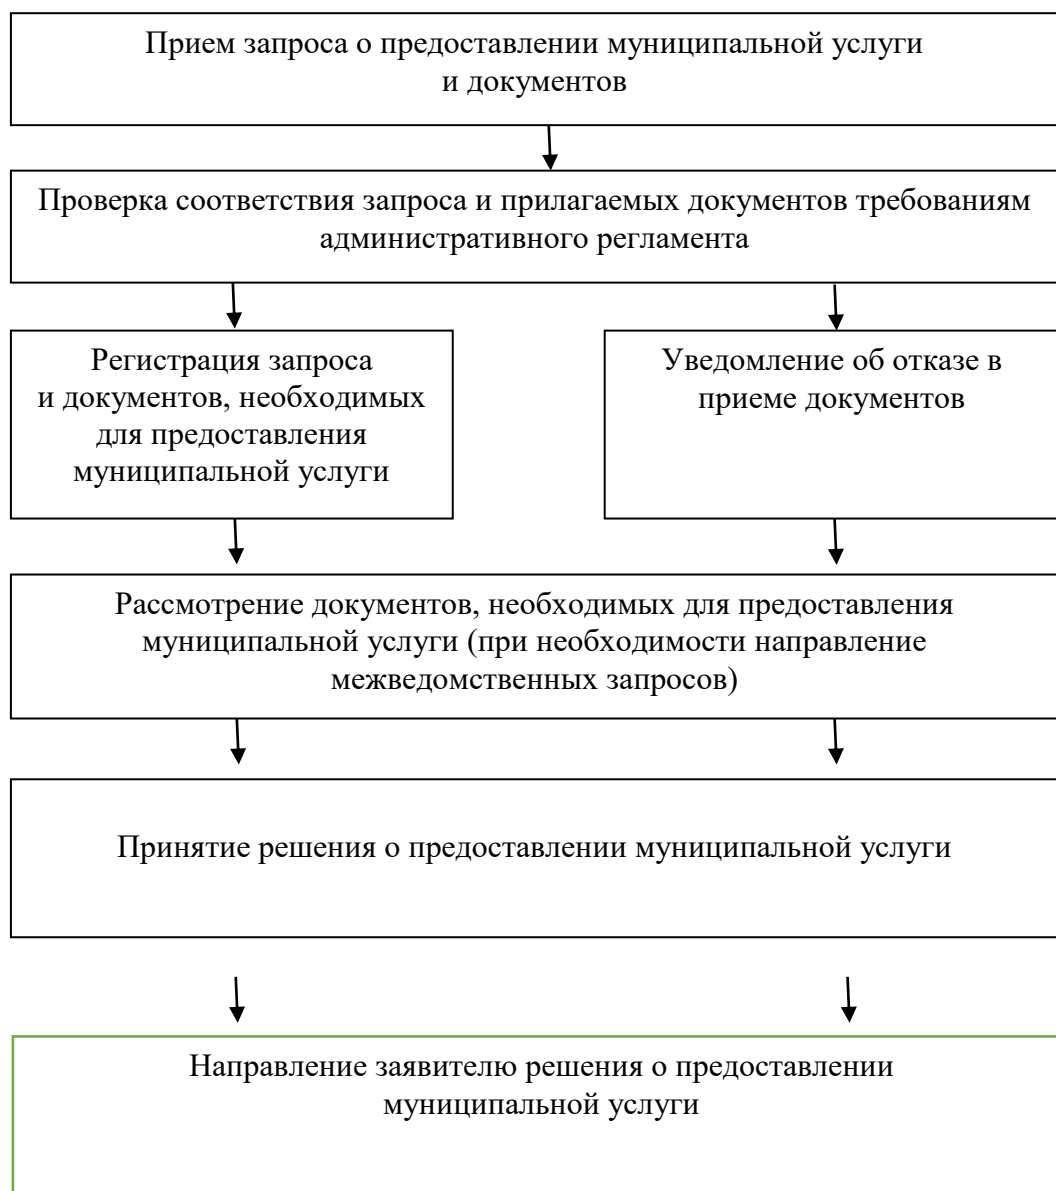 Прием запроса о предоставлении муниципальной услуги
и документов
Проверка соответствия запроса и прилагаемых документов требованиям
административного регламента
Регистрация запроса
и документов, необходимых
для предоставления
муниципальной услуги
Уведомление об отказе в
приеме документов
Рассмотрение документов, необходимых для предоставления
муниципальной услуги (при необходимости направление
межведомственных запросов)
Принятие решения о предоставлении муниципальной услуги
Направление заявителю решения о предоставлении
муниципальной услуги